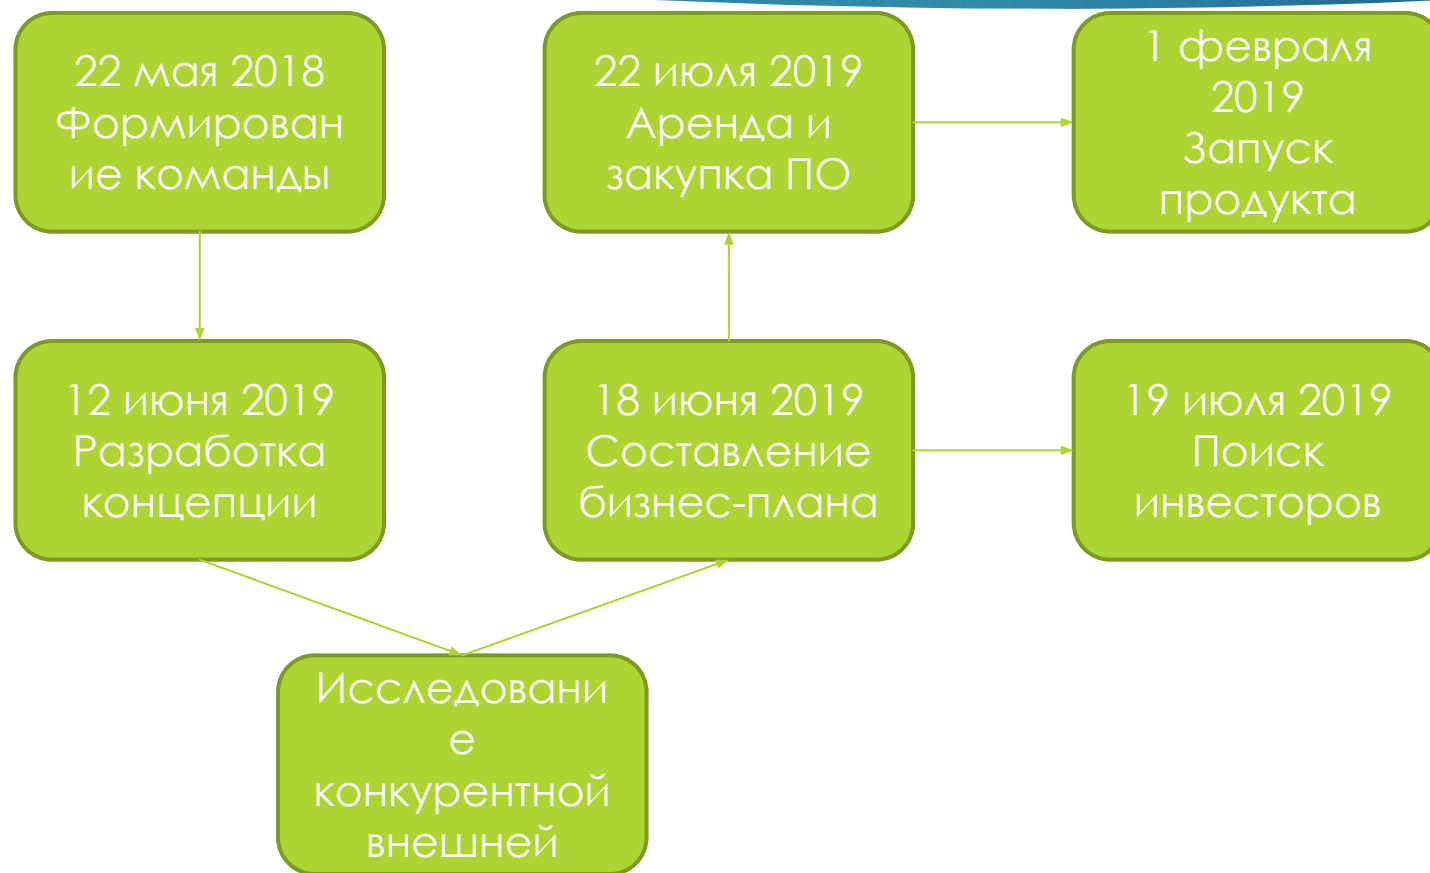 22 мая 2018
Формирован
ие команды
22 июля 2019
Аренда и
закупка ПО
1 февраля
2019
Запуск
продукта
12 июня 2019
Разработка
концепции
18 июня 2019
Составление
бизнес-плана
19 июля 2019
Поиск
инвесторов
Исследовани
е
конкурентной
внешней